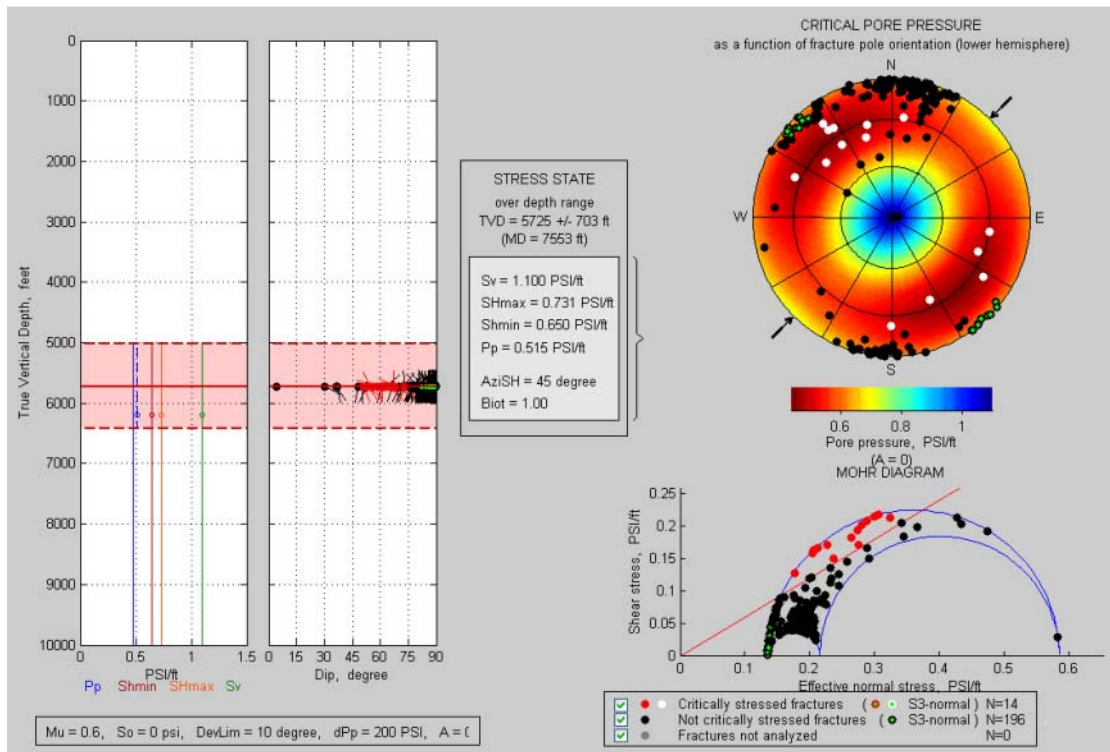 0
1000
2000
3000
4000
5000
6000
7000
8000
9000
10000
True Vertical Depth, feet
0 0.5 1 1.5
PSI/ft
Pp Shmin SHmax Sv
0 15 30 45 60 75 90
Dip, degree
Mu = 0.6, So = 0 psi, DevLim = 10 degree, dPp = 200 PSI, A =
STRESS STATE
over depth range
TVD = 5725 +/- 703 ft
(MD = 7553 ft)
Sv = 1.100 PSI/ft
SHmax = 0.731 PSI/ft
Shmin = 0.650 PSI/ft
Pp = 0.515 PSI/ft
AziSH = 45 degree
Biot = 1.00
CRITICAL PORE PRESSURE
as a function of fracture pole orientation (lower hemisphere)
N
W
E
S
0.6 0.8 1
Pore pressure, PSI/ft
(A = 0)
MOHR DIAGRAM
0.25
0.2
0.15
0.1
0.05
0
Shear stress, PSI/ft
0 0.1 0.2 0.3 0.4 0.5 0.6
Effective normal stress, PSI/ft
Critically stressed fractures ( S3-normal ) N=14
Not critically stressed fractures ( S3-normal ) N=196
Fractures not analyzed N=0